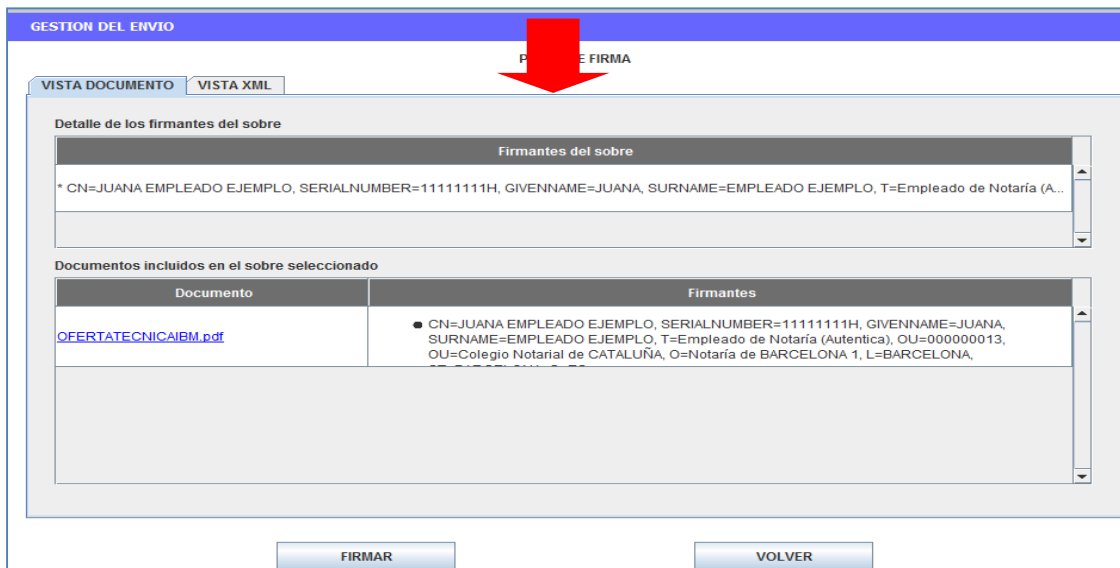 GESTION DEL ENVIO
E FIRMA
VISTA DOCUMENTO VISTA XML
Detalle de los firmantes del sobre
Firmantes del sobre
* CN=JUANA EMPLEADO EJEMPLO, SERIALNUMBER=11111111H, GIVENNAME=JUANA, SURNAME=EMPLEADO EJEMPLO, T=Empleado de Notaría (A...
Documentos incluidos en el sobre seleccionado
Documento Firmantes
OFERTATECNICAIBM.pdf
● CN=JUANA EMPLEADO EJEMPLO, SERIALNUMBER=11111111H, GIVENNAME=JUANA,
SURNAME=EMPLEADO EJEMPLO, T=Empleado de Notaría (Autentica), OU=000000013,
OU=Colegio Notarial de CATALUÑA, O=Notaría de BARCELONA 1, L=BARCELONA,
FIRMAR VOLVER